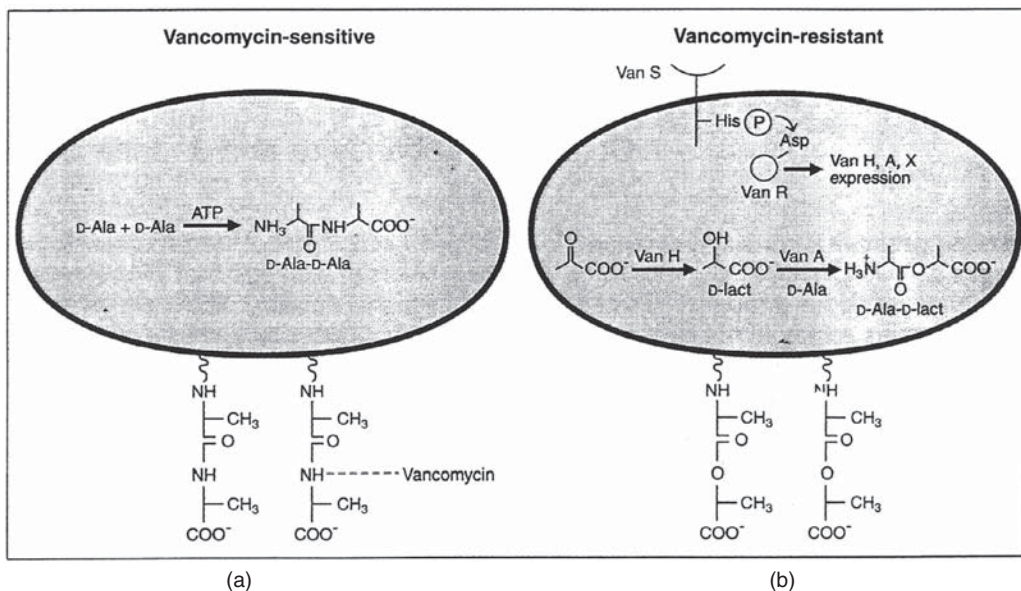 Vancomycin-sensitive
D-Ala + D-Ala
ATP
NH₃
NH
COO⁻
O
D-Ala-D-Ala
NH
NH
CH₃
CH₃
O
O
NH
NH
Vancomycin
CH₃
CH₃
COO⁻
COO⁻
(a)
Vancomycin-resistant
Van S
His
P
Asp
Van R
Van H, A, X
expression
O
COO⁻
Van H
OH
COO⁻
D-lact
Van A
D-Ala
H₃N⁺
O
COO⁻
O
D-Ala-D-lact
NH
NH
CH₃
CH₃
O
O
O
O
CH₃
CH₃
COO⁻
COO⁻
(b)